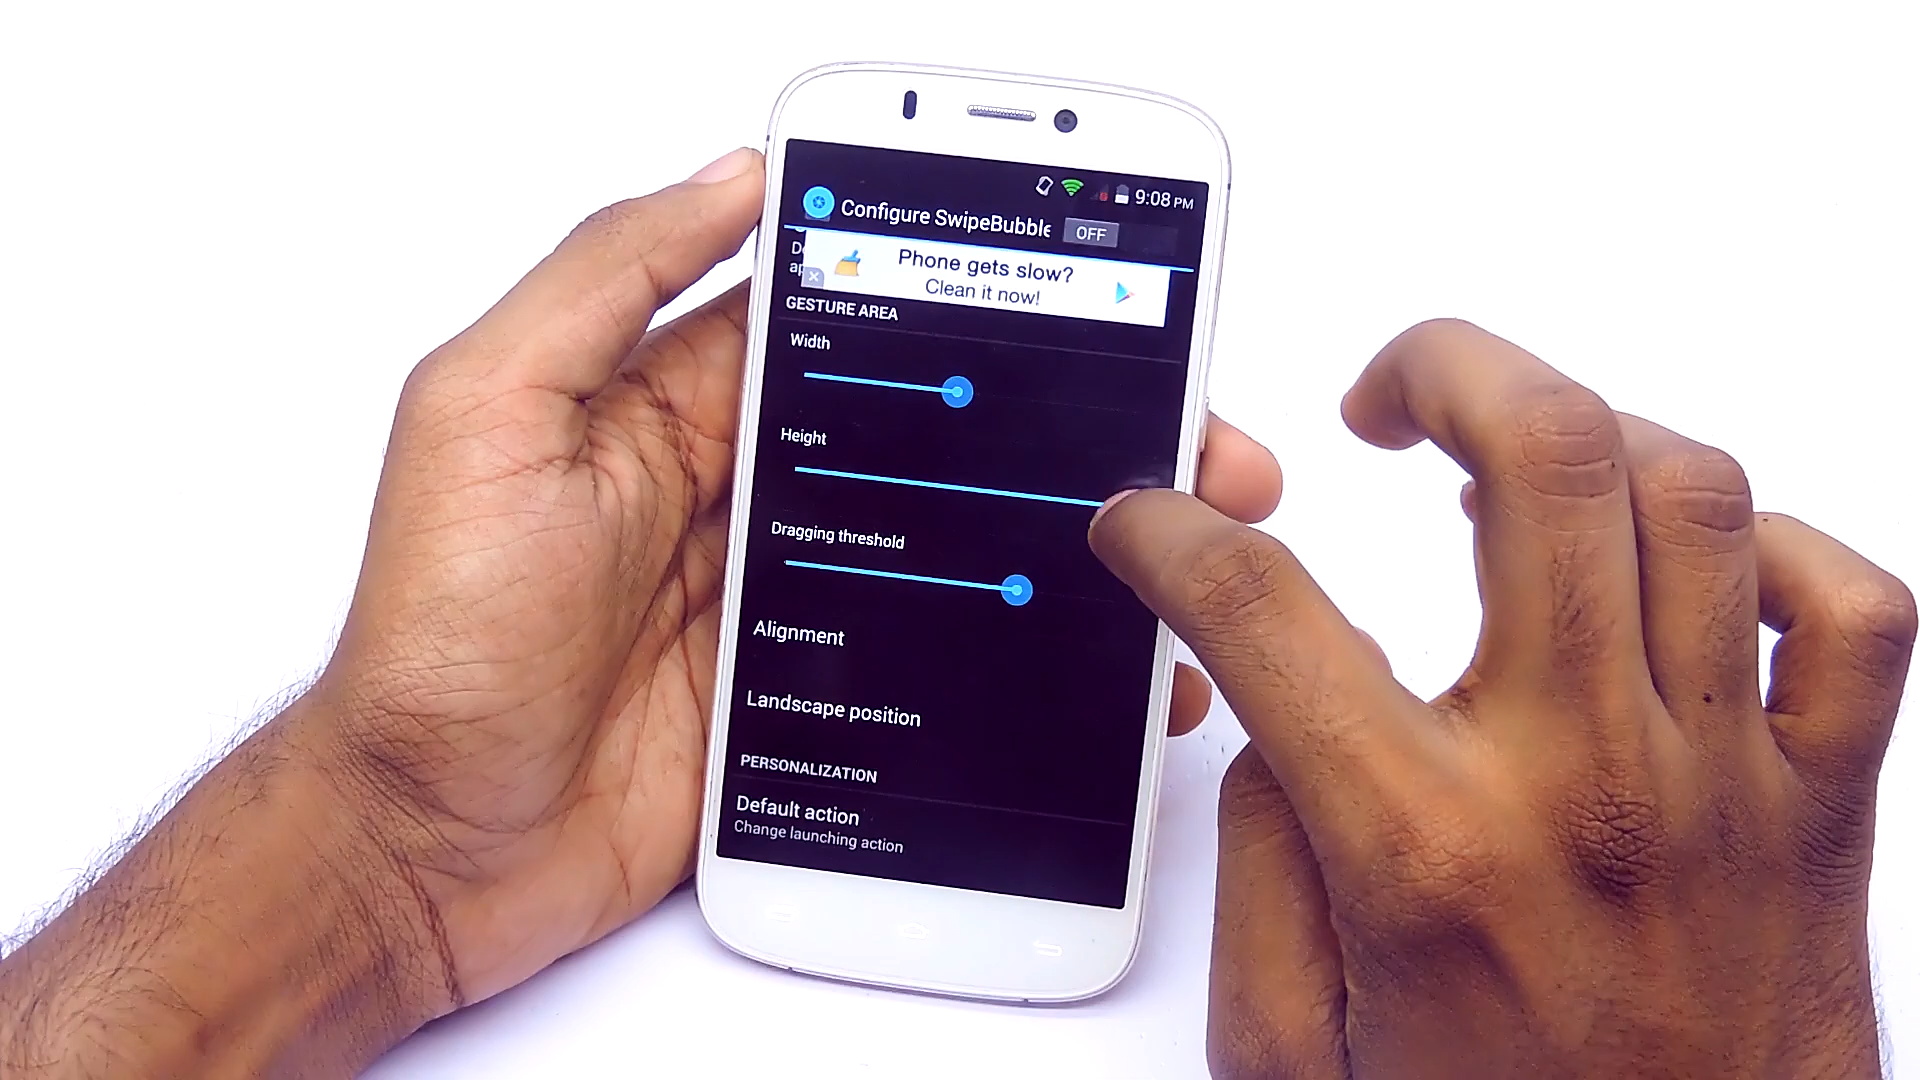 9:08 PM
Configure SwipeBubble
OFF
Phone gets slow?
Clean it now!
GESTURE AREA
Width
Height
Dragging threshold
Alignment
Landscape position
PERSONALIZATION
Default action
Change launching action